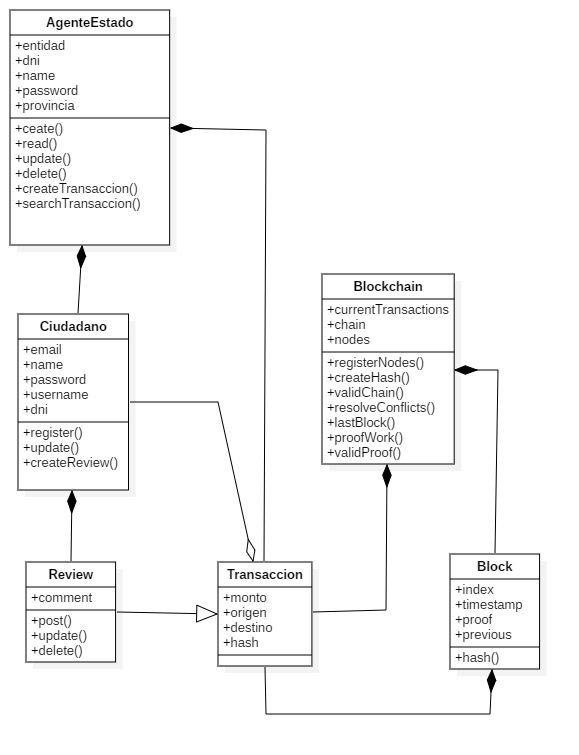 AgenteEstado
+entidad
+dni
+name
+password
+provincia
+ceate()
+read()
+update()
+delete()
+createTransaccion()
+searchTransaccion()
Ciudadano
+email
+name
+password
+username
+dni
+register()
+update()
+createReview()
Blockchain
+currentTransactions
+chain
+nodes
+registerNodes()
+createHash()
+validChain()
+resolveConflicts()
+lastBlock()
+proofWork()
+validProof()
Review
+comment
+post()
+update()
+delete()
Transaccion
+monto
+origen
+destino
+hash
Block
+index
+timestamp
+proof
+previous
+hash()